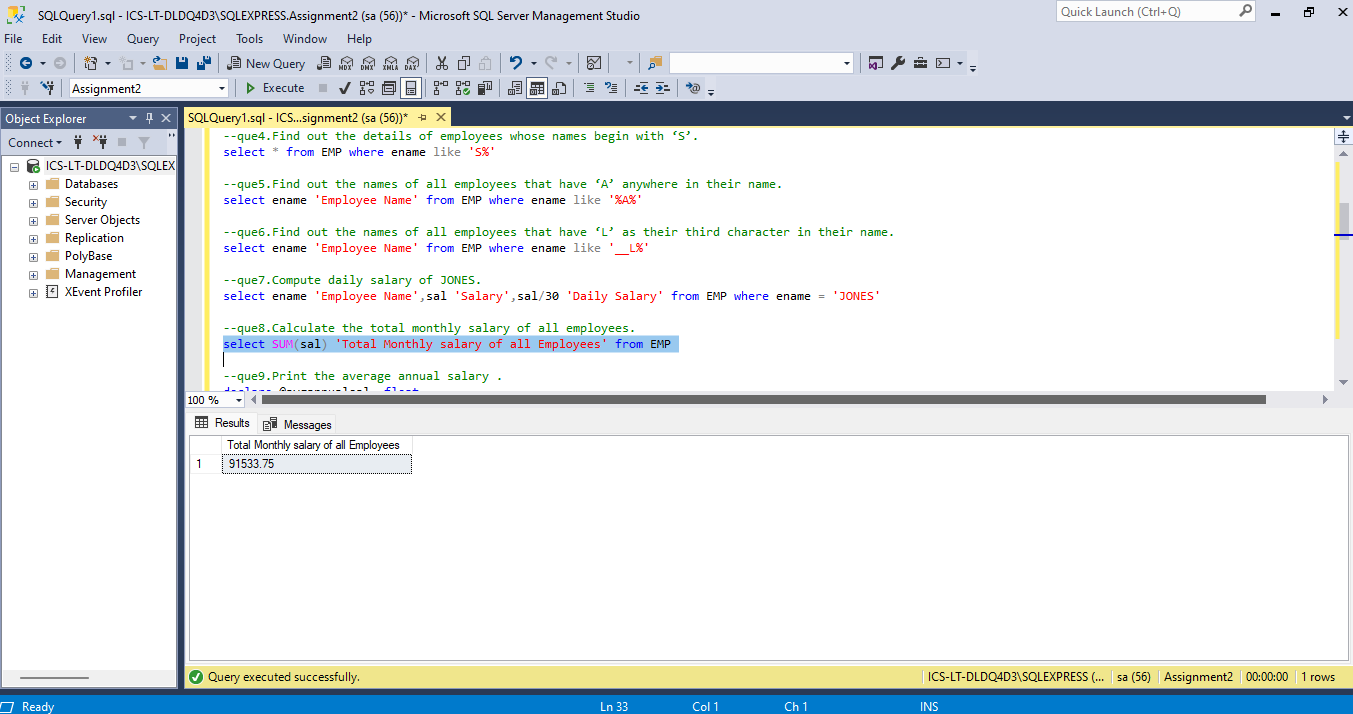 SQLQuery1.sql - ICS-LT-DLDQ4D3\SQLEXPRESS.Assignment2 (sa (56))* - Microsoft SQL Server Management Studio
Quick Launch (Ctrl+Q)
File Edit View Query Project Tools Window Help
New Query MDX DMX XMLA DAX
Assignment2 Execute
Object Explorer
SQLQuery1.sql - ICS...signment2 (sa (56))*
Connect
ICS-LT-DLDQ4D3\SQLEX
Databases
Security
Server Objects
Replication
PolyBase
Management
XEvent Profiler
--que4.Find out the details of employees whose names begin with ‘S’.
select * from EMP where ename like 'S%'
--que5.Find out the names of all employees that have ‘A’ anywhere in their name.
select ename 'Employee Name' from EMP where ename like '%A%'
--que6.Find out the names of all employees that have ‘L’ as their third character in their name.
select ename 'Employee Name' from EMP where ename like '__L%'
--que7.Compute daily salary of JONES.
select ename 'Employee Name',sal 'Salary',sal/30 'Daily Salary' from EMP where ename = 'JONES'
--que8.Calculate the total monthly salary of all employees.
select SUM(sal) 'Total Monthly salary of all Employees' from EMP
--que9.Print the average annual salary .
100 %
Results Messages
Total Monthly salary of all Employees
1 91533.75
Query executed successfully.
ICS-LT-DLDQ4D3\SQLEXPRESS (... sa (56) Assignment2 00:00:00 1 rows
Ready Ln 33 Col 1 Ch 1 INS